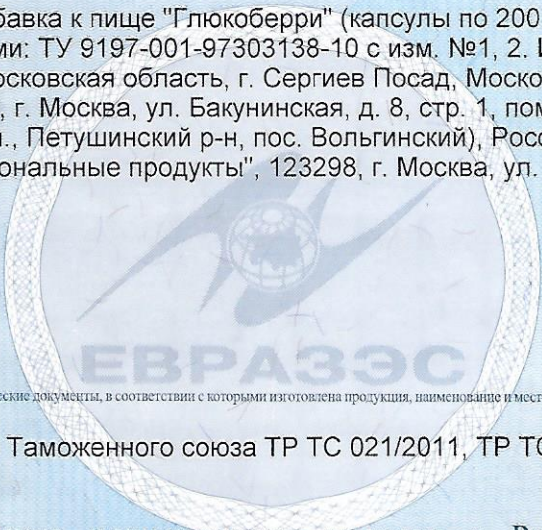 бавка к пище "Глюкоберри" (капсулы по 200
ми: ТУ 9197-001-97303138-10 с изм. №1, 2.
осковская область, г. Сергиев Посад, Моско
, г. Москва, ул. Бакунинская, д. 8, стр. 1, пом
л., Петушинский р-н, пос. Вольгинский), Росс
ональные продукты", 123298, г. Москва, ул.
ЕВРАЗЭС
еские документы, в соответствии с которыми изготовлена продукция, наименование и мест
Таможенного союза ТР ТС 021/2011, ТР ТС